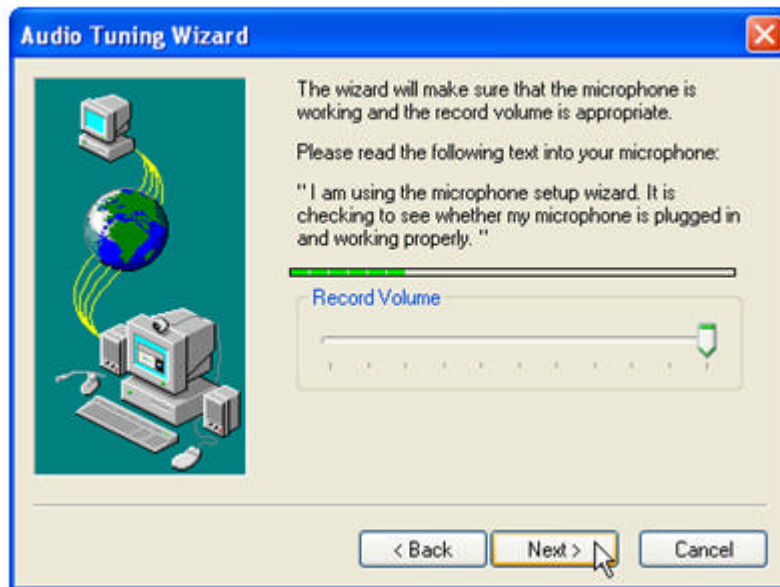 Audio Tuning Wizard
The wizard will make sure that the microphone is
working and the record volume is appropriate.
Please read the following text into your microphone:
" I am using the microphone setup wizard. It is
checking to see whether my microphone is plugged in
and working properly. "
Record Volume
< Back
Next >
Cancel